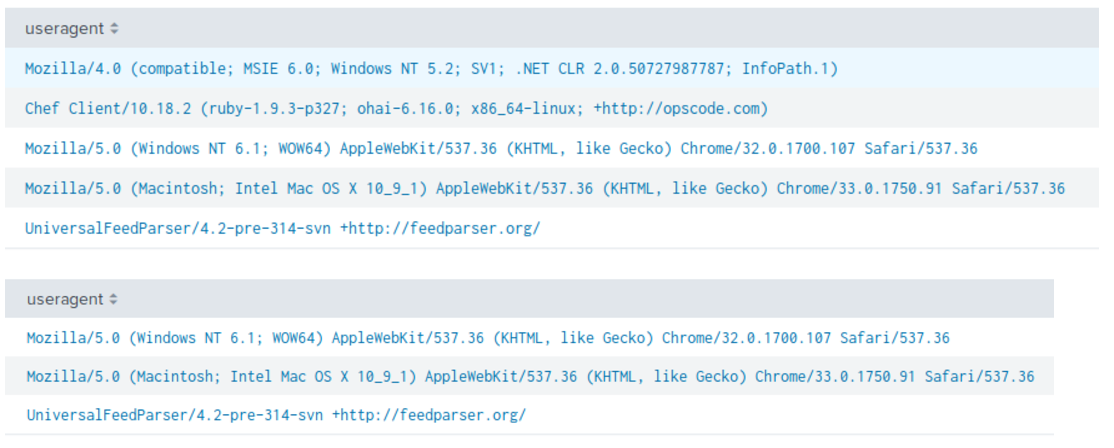 useragent
Mozilla/4.0 (compatible; MSIE 6.0; Windows NT 5.2; SV1; .NET CLR 2.0.50727987787; InfoPath.1)
Chef Client/10.18.2 (ruby-1.9.3-p327; ohai-6.16.0; x86_64-linux; +http://opscode.com)
Mozilla/5.0 (Windows NT 6.1; WOW64) AppleWebKit/537.36 (KHTML, like Gecko) Chrome/32.0.1700.107 Safari/537.36
Mozilla/5.0 (Macintosh; Intel Mac OS X 10_9_1) AppleWebKit/537.36 (KHTML, like Gecko) Chrome/33.0.1750.91 Safari/537.36
UniversalFeedParser/4.2-pre-314-svn +http://feedparser.org/
useragent
Mozilla/5.0 (Windows NT 6.1; WOW64) AppleWebKit/537.36 (KHTML, like Gecko) Chrome/32.0.1700.107 Safari/537.36
Mozilla/5.0 (Macintosh; Intel Mac OS X 10_9_1) AppleWebKit/537.36 (KHTML, like Gecko) Chrome/33.0.1750.91 Safari/537.36
UniversalFeedParser/4.2-pre-314-svn +http://feedparser.org/